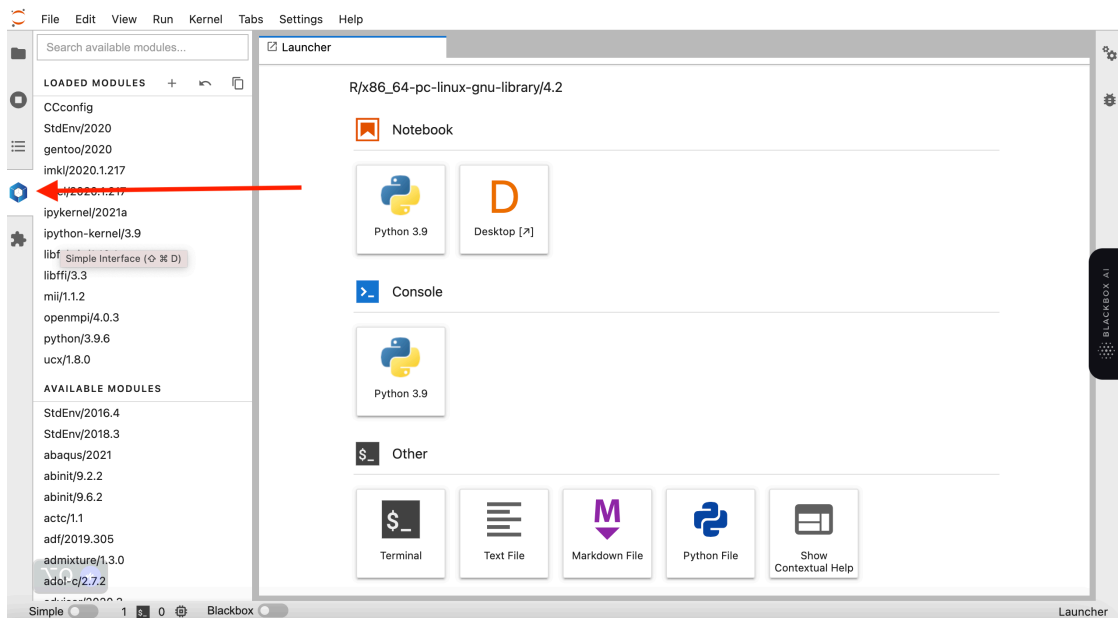 File Edit View Run Kernel Tabs Settings Help
Search available modules...
LOADED MODULES
CCconfig
StdEnv/2020
gentoo/2020
imkl/2020.1.217
ipykernel/2021a
ipython-kernel/3.9
Simple Interface (⇧ ⌘ D)
libffi/3.3
mii/1.1.2
openmpi/4.0.3
python/3.9.6
ucx/1.8.0
AVAILABLE MODULES
StdEnv/2016.4
StdEnv/2018.3
abaqus/2021
abinit/9.2.2
abinit/9.6.2
actc/1.1
adf/2019.305
admixture/1.3.0
adol-c/2.7.2
Launcher
R/x86_64-pc-linux-gnu-library/4.2
Notebook
Python 3.9
D
Desktop [↗]
Console
>_
Python 3.9
$_ Other
$_
Terminal
Text File
M
Markdown File
Python File
Show
Contextual Help
BLACKBOX AI
Simple 1 $_ 0 Blackbox
Launcher